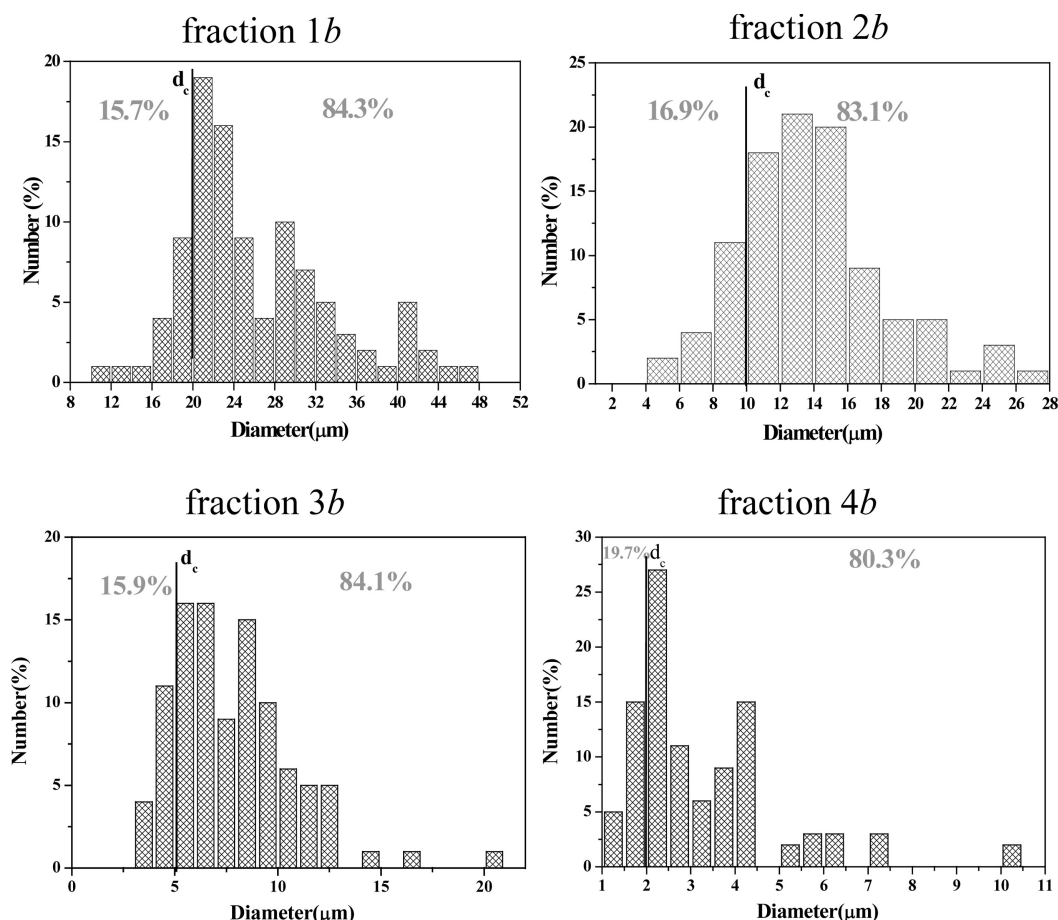 fraction 1b
20
15
10
5
0
Number (%)
15.7%
d_c
84.3%
8 12 16 20 24 28 32 36 40 44 48 52
Diameter(μm)
fraction 2b
25
20
15
10
5
0
Number (%)
16.9%
d_c
83.1%
2 4 6 8 10 12 14 16 18 20 22 24 26 28
Diameter(μm)
fraction 3b
20
15
10
5
0
Number(%)
15.9%
d_c
84.1%
0 5 10 15 20
Diameter(μm)
fraction 4b
30
25
20
15
10
5
0
Number(%)
19.7%
d_c
80.3%
1 2 3 4 5 6 7 8 9 10 11
Diameter(μm)